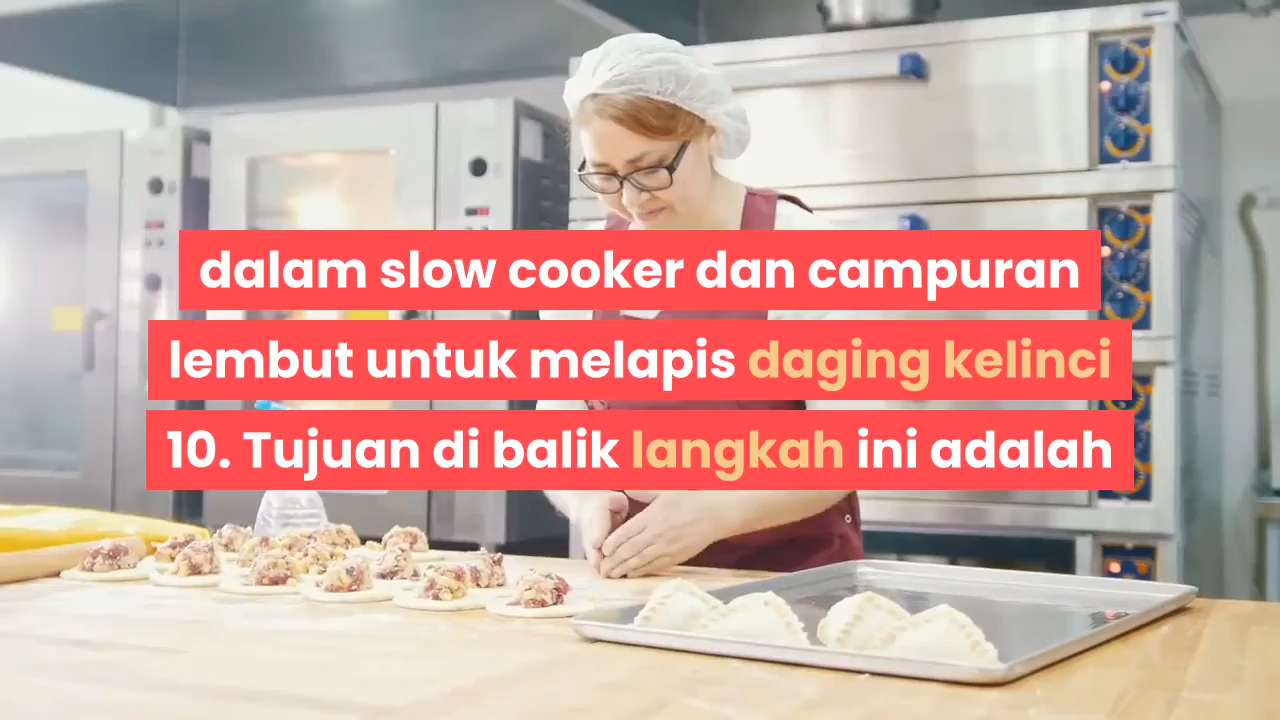 dalam slow cooker dan campuran
lembut untuk melapis daging kelinci
10. Tujuan di balik langkah ini adalah